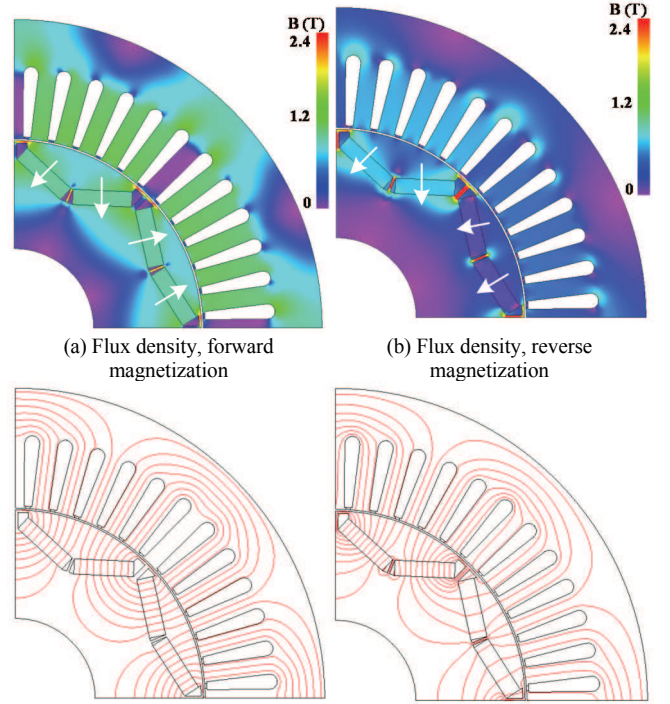 B (T)
2.4
1.2
0
B (T)
2.4
1.2
0
(a) Flux density, forward
magnetization
(b) Flux density, reverse
magnetization